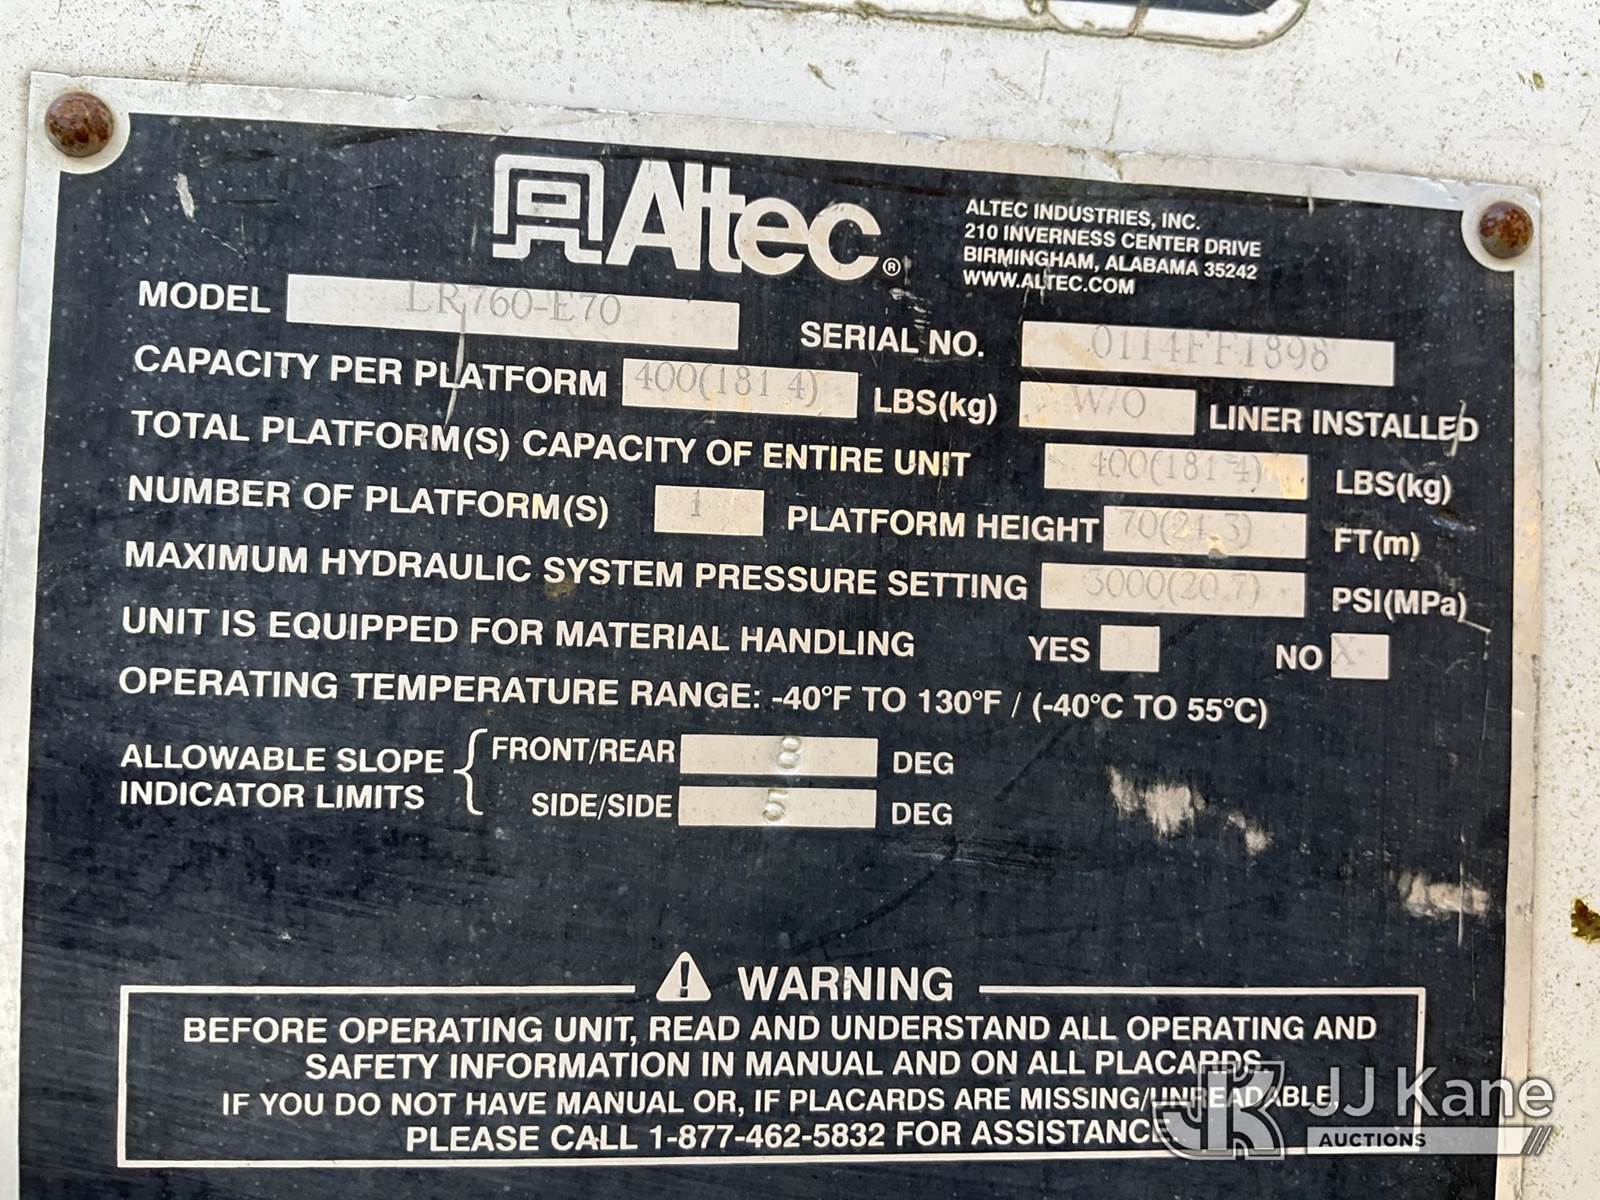 Altec®
ALTEC INDUSTRIES, INC.
210 INVERNESS CENTER DRIVE
BIRMINGHAM, ALABAMA 35242
WWW.ALTEC.COM
MODEL LR760-E70 SERIAL NO. 0114FF1898
CAPACITY PER PLATFORM 400(181.4) LBS(kg) W/O LINER INSTALLED
TOTAL PLATFORM(S) CAPACITY OF ENTIRE UNIT 400(181.4) LBS(kg)
NUMBER OF PLATFORM(S) 1 PLATFORM HEIGHT 70(21.3) FT(m)
MAXIMUM HYDRAULIC SYSTEM PRESSURE SETTING 3000(20.7) PSI(MPa)
UNIT IS EQUIPPED FOR MATERIAL HANDLING YES NO X
OPERATING TEMPERATURE RANGE: -40°F TO 130°F / (-40°C TO 55°C)
ALLOWABLE SLOPE INDICATOR LIMITS
FRONT/REAR 8 DEG
SIDE/SIDE 5 DEG
WARNING
BEFORE OPERATING UNIT, READ AND UNDERSTAND ALL OPERATING AND
SAFETY INFORMATION IN MANUAL AND ON ALL PLACARDS.
IF YOU DO NOT HAVE MANUAL OR, IF PLACARDS ARE MISSING/UNREADABLE,
PLEASE CALL 1-877-462-5832 FOR ASSISTANCE.
JK JJ Kane
AUCTIONS